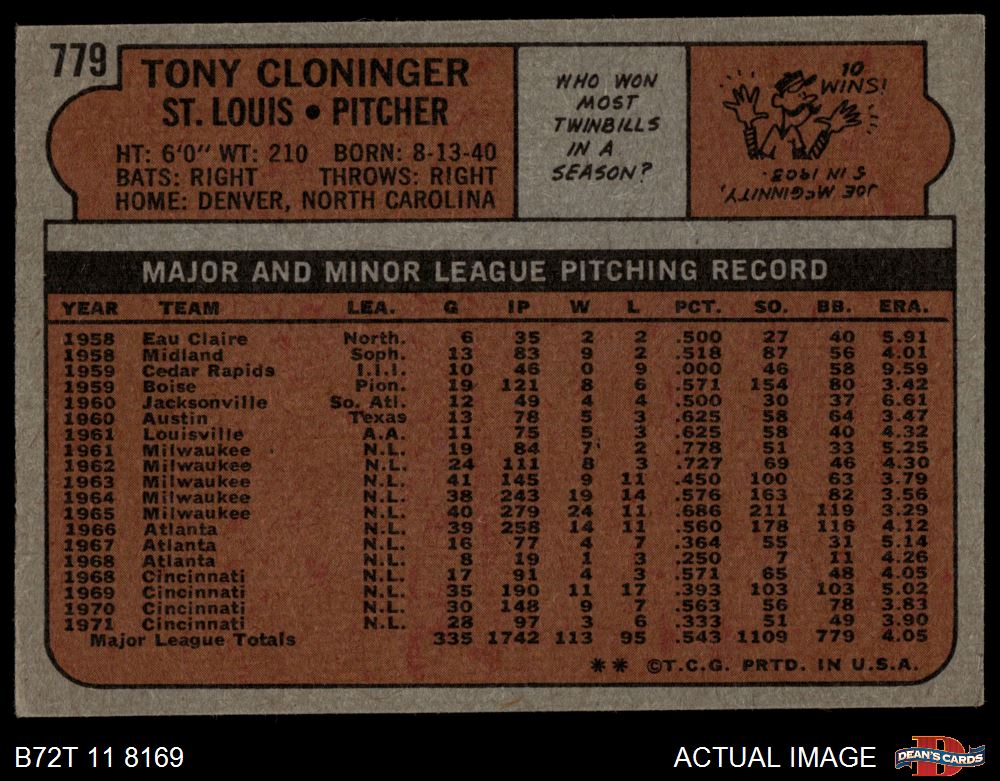 779
TONY CLONINGER
ST. LOUIS • PITCHER
HT: 6'0" WT: 210 BORN: 8-13-40
BATS: RIGHT THROWS: RIGHT
HOME: DENVER, NORTH CAROLINA
WHO WON
MOST
TWINBILLS
IN A
SEASON?
10
WINS!
JOE McGINNITY,
5 IN 1903.
MAJOR AND MINOR LEAGUE PITCHING RECORD
YEAR TEAM LEA. G IP W L PCT. SO. BB. ERA.
1958 Eau Claire North. 6 35 2 2 .500 27 40 5.91
1958 Midland Soph. 13 83 9 2 .518 87 56 4.01
1959 Cedar Rapids I.I.I. 10 46 0 9 .000 46 58 9.59
1959 Boise Pion. 19 121 8 6 .571 154 80 3.42
1960 Jacksonville So. Atl. 12 49 4 4 .500 30 37 6.61
1960 Austin Texas 13 78 5 3 .625 58 64 3.47
1961 Louisville A.A. 11 75 5 3 .625 58 40 4.32
1961 Milwaukee N.L. 19 84 7 2 .778 51 33 5.25
1962 Milwaukee N.L. 24 111 8 3 .727 69 46 4.30
1963 Milwaukee N.L. 41 145 9 11 .450 100 63 3.79
1964 Milwaukee N.L. 38 243 19 14 .576 163 82 3.56
1965 Milwaukee N.L. 40 279 24 11 .686 211 119 3.29
1966 Atlanta N.L. 39 258 14 11 .560 178 116 4.12
1967 Atlanta N.L. 16 77 4 7 .364 55 31 5.14
1968 Atlanta N.L. 8 19 1 3 .250 7 11 4.26
1968 Cincinnati N.L. 17 91 4 3 .571 65 48 4.05
1969 Cincinnati N.L. 35 190 11 17 .393 103 103 5.02
1970 Cincinnati N.L. 30 148 9 7 .563 56 78 3.83
1971 Cincinnati N.L. 28 97 3 6 .333 51 49 3.90
Major League Totals 335 1742 113 95 .543 1109 779 4.05
** ©T.C.G. PRTD. IN U.S.A.
B72T 11 8169
ACTUAL IMAGE
D
DEAN'S CARDS